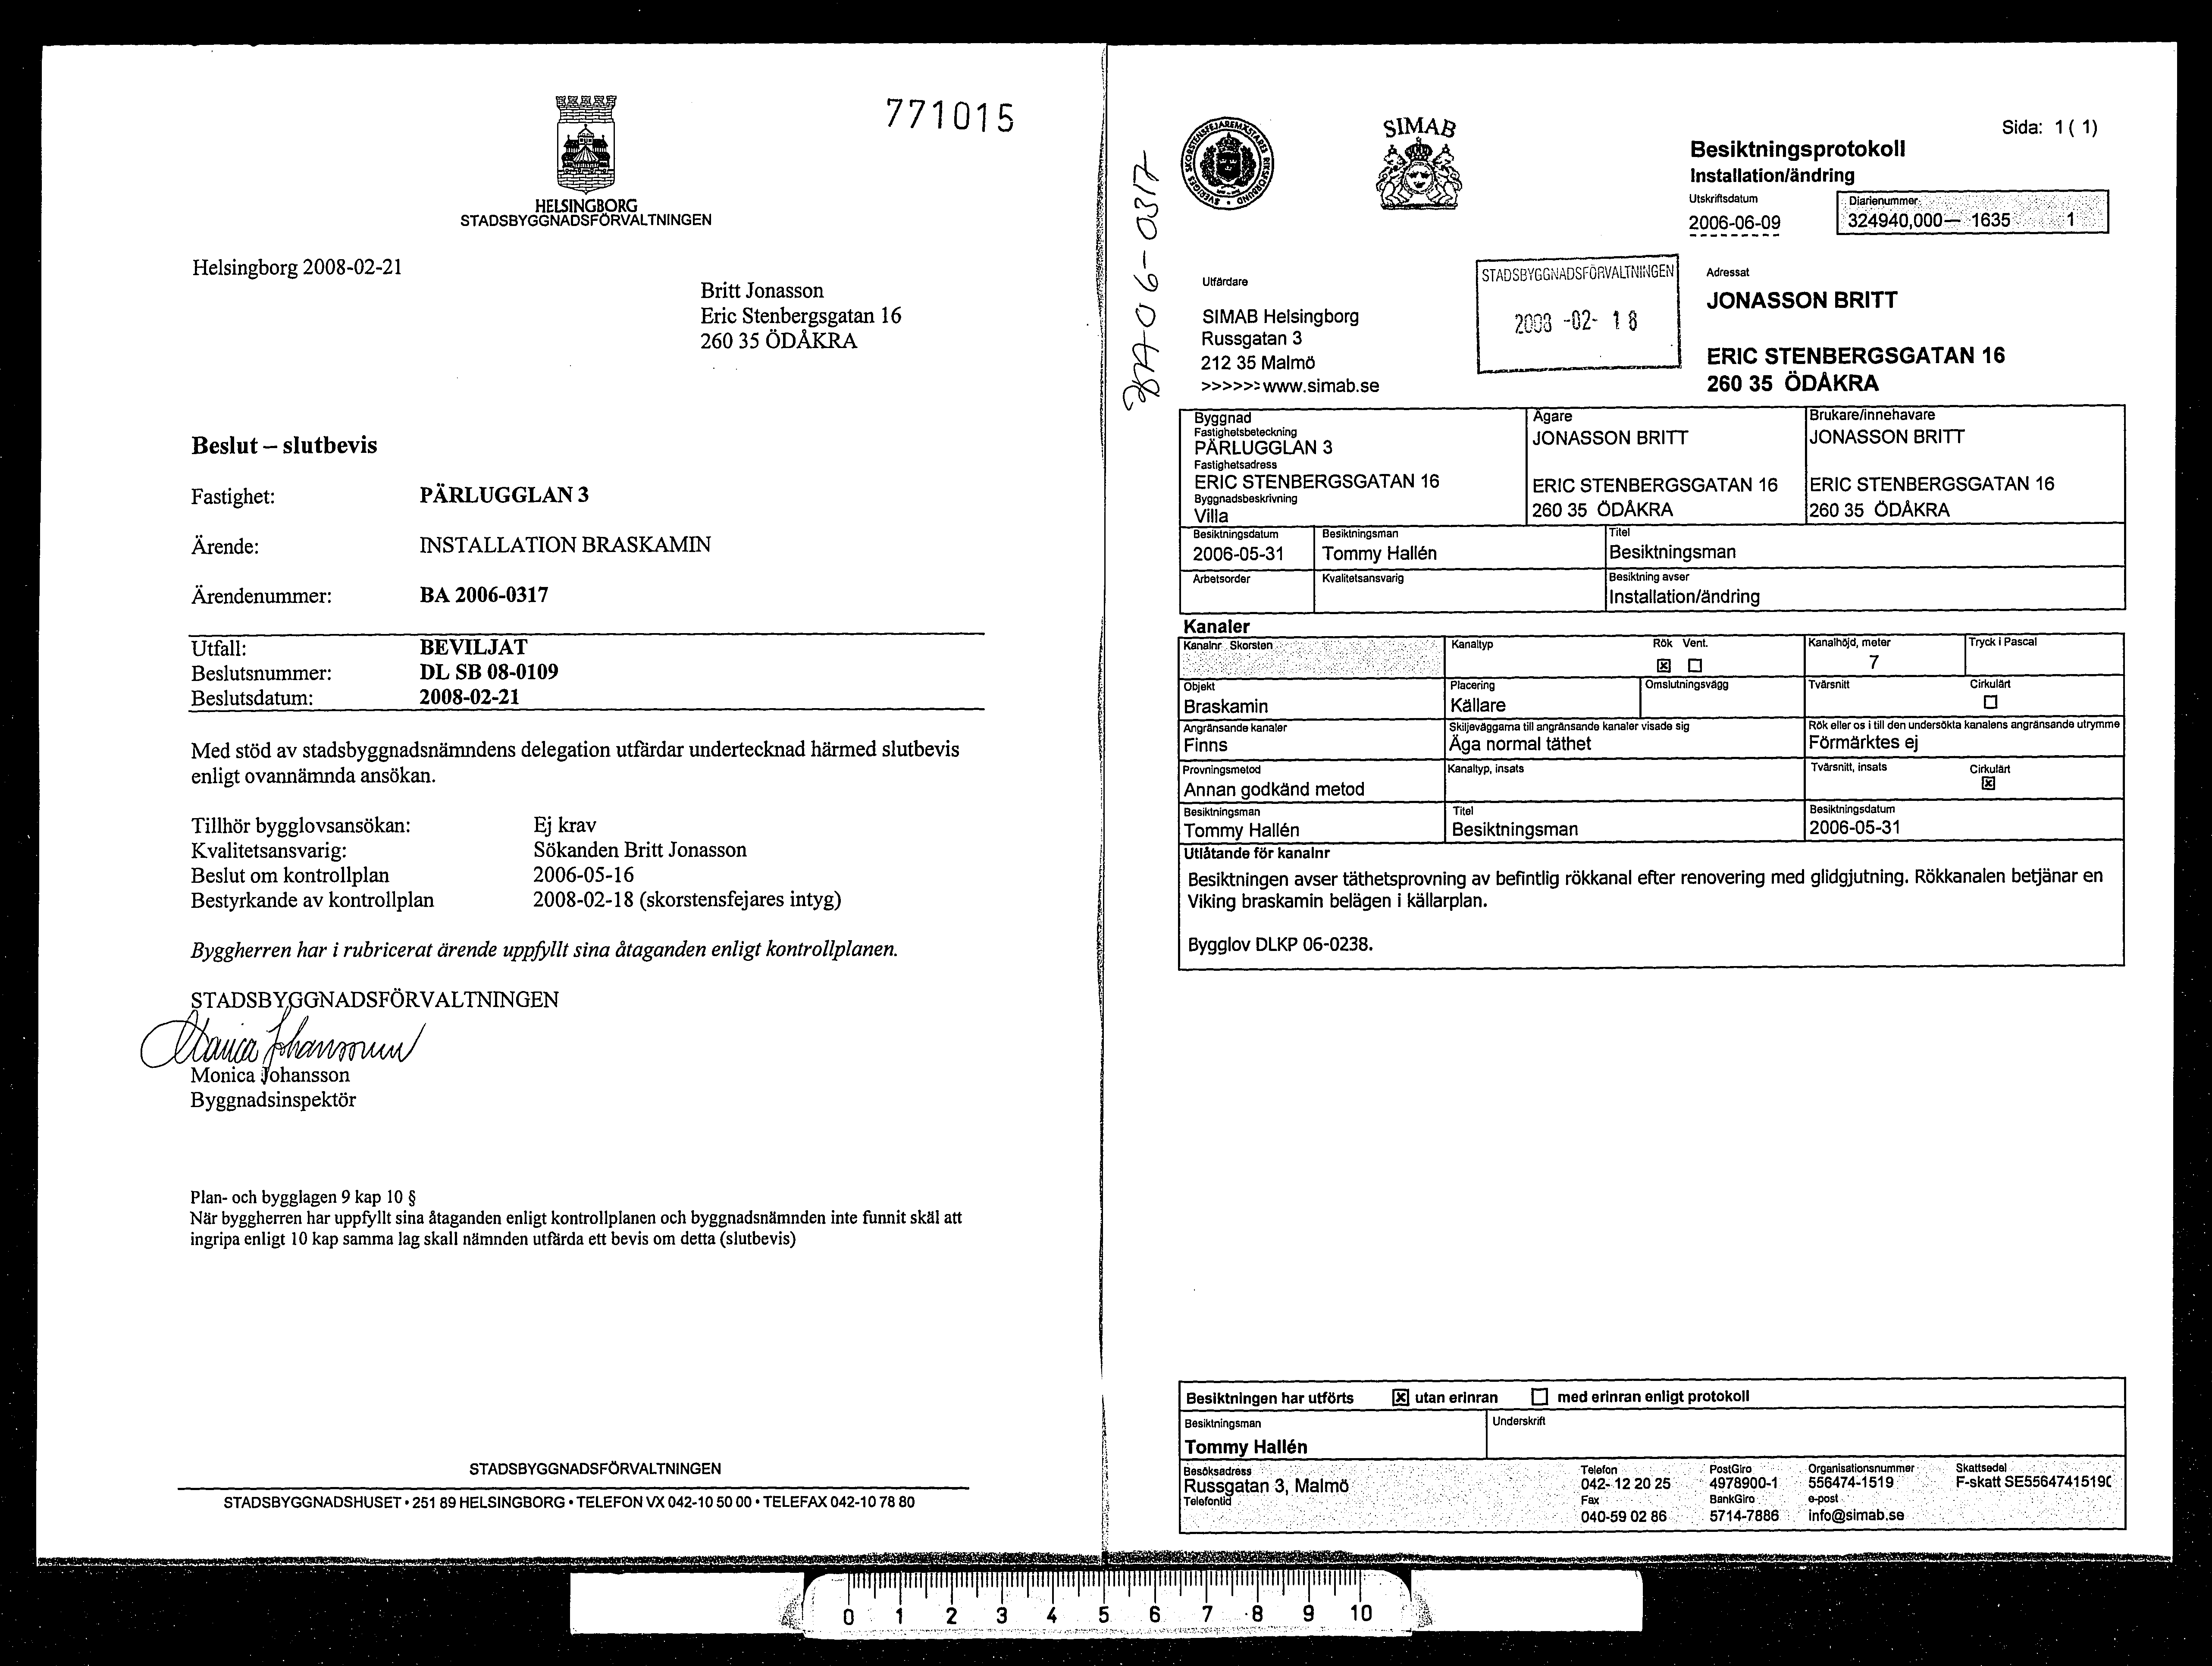 771015
HELSINGBORG
STADSBYGGNADSFÖRVALTNINGEN
Helsingborg 2008-02-21
Britt Jonasson
Eric Stenbergsgatan 16
260 35 ÖDÅKRA
Beslut – slutbevis
Fastighet: PÄRLUGGLAN 3
Ärende: INSTALLATION BRASKAMIN
Ärendenummer: BA 2006-0317
Utfall: BEVILJAT
Beslutsnummer: DL SB 08-0109
Beslutsdatum: 2008-02-21
Med stöd av stadsbyggnadsnämndens delegation utfärdar undertecknad härmed slutbevis
enligt ovannämnda ansökan.
Tillhör bygglovsansökan: Ej krav
Kvalitetsansvarig: Sökanden Britt Jonasson
Beslut om kontrollplan 2006-05-16
Bestyrkande av kontrollplan 2008-02-18 (skorstensfejares intyg)
Byggherren har i rubricerat ärende uppfyllt sina åtaganden enligt kontrollplanen.
STADSBYGGNADSFÖRVALTNINGEN
Monica Johansson
Monica Johansson
Byggnadsinspektör
Plan- och bygglagen 9 kap 10 §
När byggherren har uppfyllt sina åtaganden enligt kontrollplanen och byggnadsnämnden inte funnit skäl att
ingripa enligt 10 kap samma lag skall nämnden utfärda ett bevis om detta (slutbevis)
STADSBYGGNADSFÖRVALTNINGEN
STADSBYGGNADSHUSET • 251 89 HELSINGBORG • TELEFON VX 042-10 50 00 • TELEFAX 042-10 78 80
BA 06-0317
SVERIGES SKORSTENSFEJAREMÄSTARES RIKSFÖRBUND
SIMAB
Sida: 1 ( 1)
Besiktningsprotokoll
Installation/ändring
Utskriftsdatum Diarienummer
2006-06-09 324940,000— 1635 1
Utfärdare
SIMAB Helsingborg
Russgatan 3
212 35 Malmö
>>>>>>www.simab.se
STADSBYGGNADSFÖRVALTNINGEN
2008 -02- 18
Adressat
JONASSON BRITT
ERIC STENBERGSGATAN 16
260 35 ÖDÅKRA
Byggnad Ägare Brukare/innehavare
Fastighetsbeteckning
PÄRLUGGLAN 3 JONASSON BRITT JONASSON BRITT
Fastighetsadress
ERIC STENBERGSGATAN 16 ERIC STENBERGSGATAN 16 ERIC STENBERGSGATAN 16
Byggnadsbeskrivning
Villa 260 35 ÖDÅKRA 260 35 ÖDÅKRA
Besiktningsdatum Besiktningsman Titel
2006-05-31 Tommy Hallén Besiktningsman
Arbetsorder Kvalitetsansvarig Besiktning avser
Installation/ändring
Kanaler
Kanalnr Skorsten Kanaltyp Rök Vent. Kanalhöjd, meter Tryck i Pascal
7
Objekt Placering Omslutningsvägg Tvärsnitt Cirkulärt
Braskamin Källare
Angränsande kanaler Skiljeväggarna till angränsande kanaler visade sig Rök eller os i till den undersökta kanalens angränsande utrymme
Finns Äga normal täthet Förmärktes ej
Provningsmetod Kanaltyp, insats Tvärsnitt, insats Cirkulärt
Annan godkänd metod
Besiktningsman Titel Besiktningsdatum
Tommy Hallén Besiktningsman 2006-05-31
Utlåtande för kanalnr
Besiktningen avser täthetsprovning av befintlig rökkanal efter renovering med glidgjutning. Rökkanalen betjänar en
Viking braskamin belägen i källarplan.
Bygglov DLKP 06-0238.
Besiktningen har utförts utan erinran med erinran enligt protokoll
Besiktningsman Underskrift
Tommy Hallén
Besöksadress Telefon PostGiro Organisationsnummer Skattsedel
Russgatan 3, Malmö 042- 12 20 25 4978900-1 556474-1519 F-skatt SE5564741519
Telefontid Fax BankGiro e-post
040-59 02 86 5714-7886 info@simab.se
0 1 2 3 4 5 6 7 8 9 10